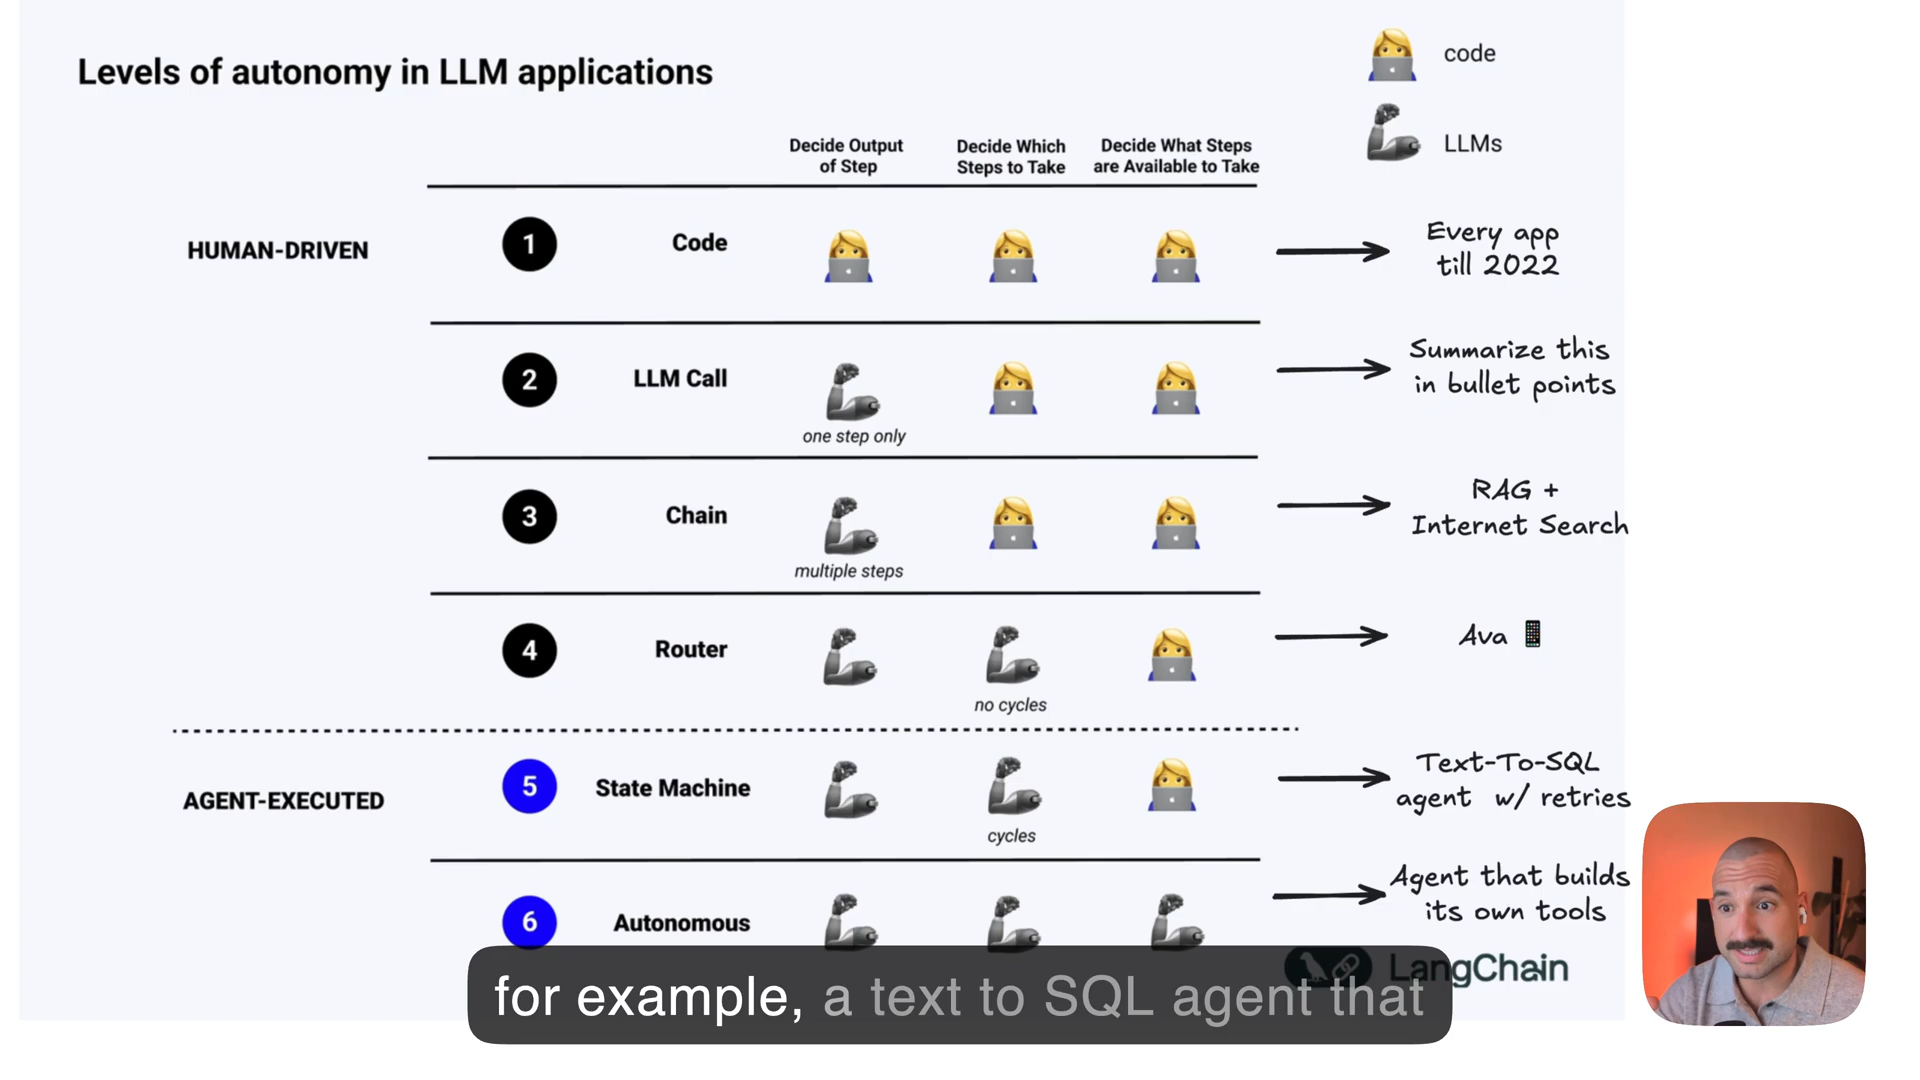 Levels of autonomy in LLM applications
code
LLMs
Decide Output
of Step
Decide Which
Steps to Take
Decide What Steps
are Available to Take
HUMAN-DRIVEN
1
Code
Every app
till 2022
2
LLM Call
one step only
Summarize this
in bullet points
3
Chain
multiple steps
RAG +
Internet Search
4
Router
no cycles
Ava
AGENT-EXECUTED
5
State Machine
cycles
Text-To-SQL
agent w/ retries
6
Autonomous
Agent that builds
its own tools
LangChain
for example, a text to SQL agent that